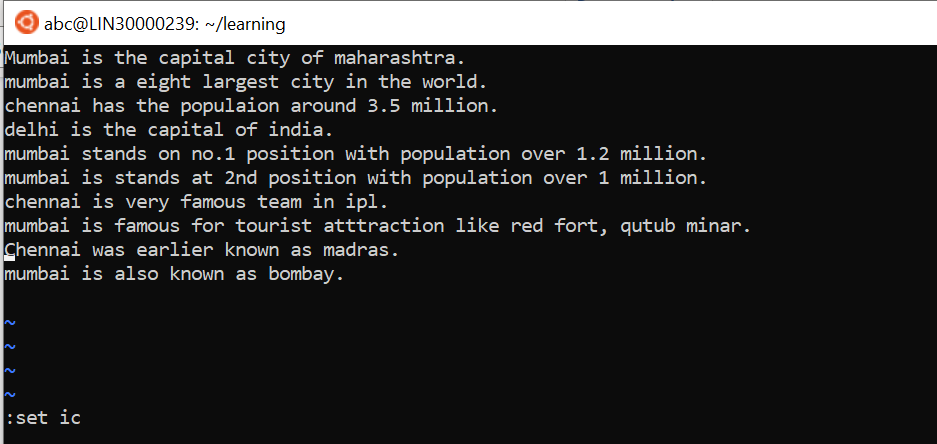 abc@LIN30000239: ~/learning
Mumbai is the capital city of maharashtra.
mumbai is a eight largest city in the world.
chennai has the populaion around 3.5 million.
delhi is the capital of india.
mumbai stands on no.1 position with population over 1.2 million.
mumbai is stands at 2nd position with population over 1 million.
chennai is very famous team in ipl.
mumbai is famous for tourist atttraction like red fort, qutub minar.
Chennai was earlier known as madras.
mumbai is also known as bombay.
~
~
~
~
:set ic